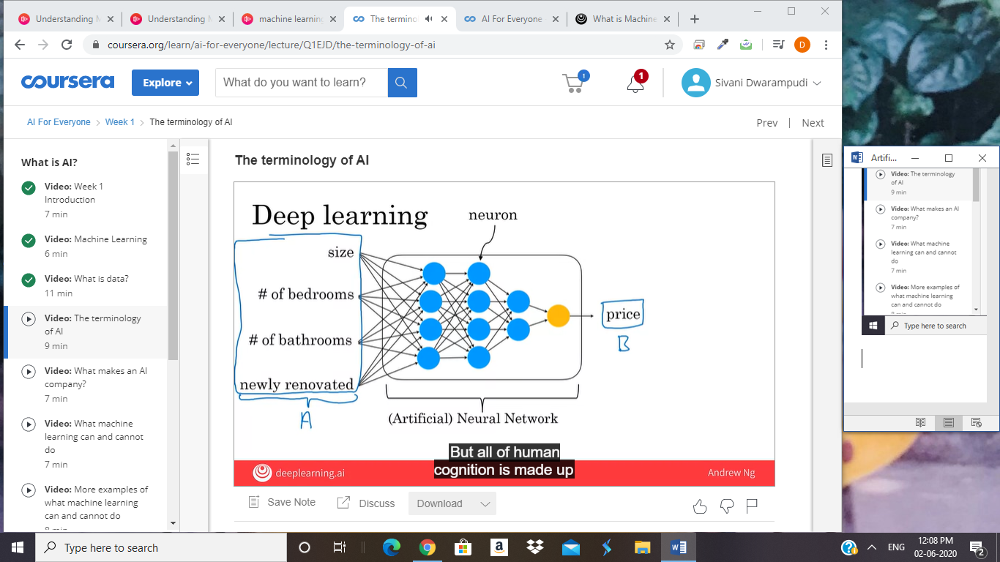 Understanding M
Understanding M
machine learning
The termino
AI For Everyone
What is Machine
coursera.org/learn/ai-for-everyone/lecture/Q1EJD/the-terminology-of-ai
D
coursera
Explore
What do you want to learn?
1
1
Sivani Dwarampudi
AI For Everyone
Week 1
The terminology of AI
Prev
Next
What is AI?
Video: Week 1
Introduction
7 min
Video: Machine Learning
6 min
Video: What is data?
11 min
Video: The terminology
of AI
9 min
Video: What makes an AI
company?
7 min
Video: What machine
learning can and cannot
do
7 min
Video: More examples of
what machine learning
can and cannot do
8 min
The terminology of AI
Deep learning
neuron
size
# of bedrooms
# of bathrooms
newly renovated
A
price
B
(Artificial) Neural Network
But all of human
cognition is made up
deeplearning.ai
Andrew Ng
Save Note
Discuss
Download
Artifi...
Video: The terminology
of AI
9 min
Video: What makes an AI
company?
7 min
Video: What machine
learning can and cannot
do
7 min
Video: More examples of
what machine learning
can and cannot do
Type here to search
Type here to search
ENG
12:08 PM
02-06-2020
2